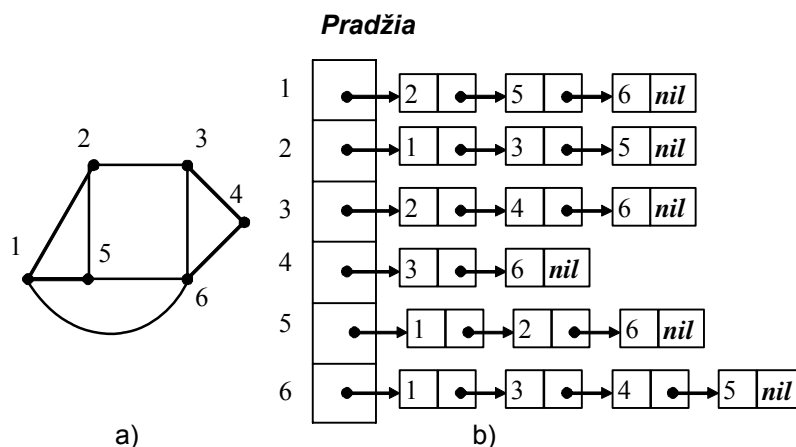 Pradžia
1 2 5 6 nil
2 1 3 5 nil
3 2 4 6 nil
4 3 6 nil
5 1 2 6 nil
6 1 3 4 5 nil
2 3
4
1 5
6
a) b)